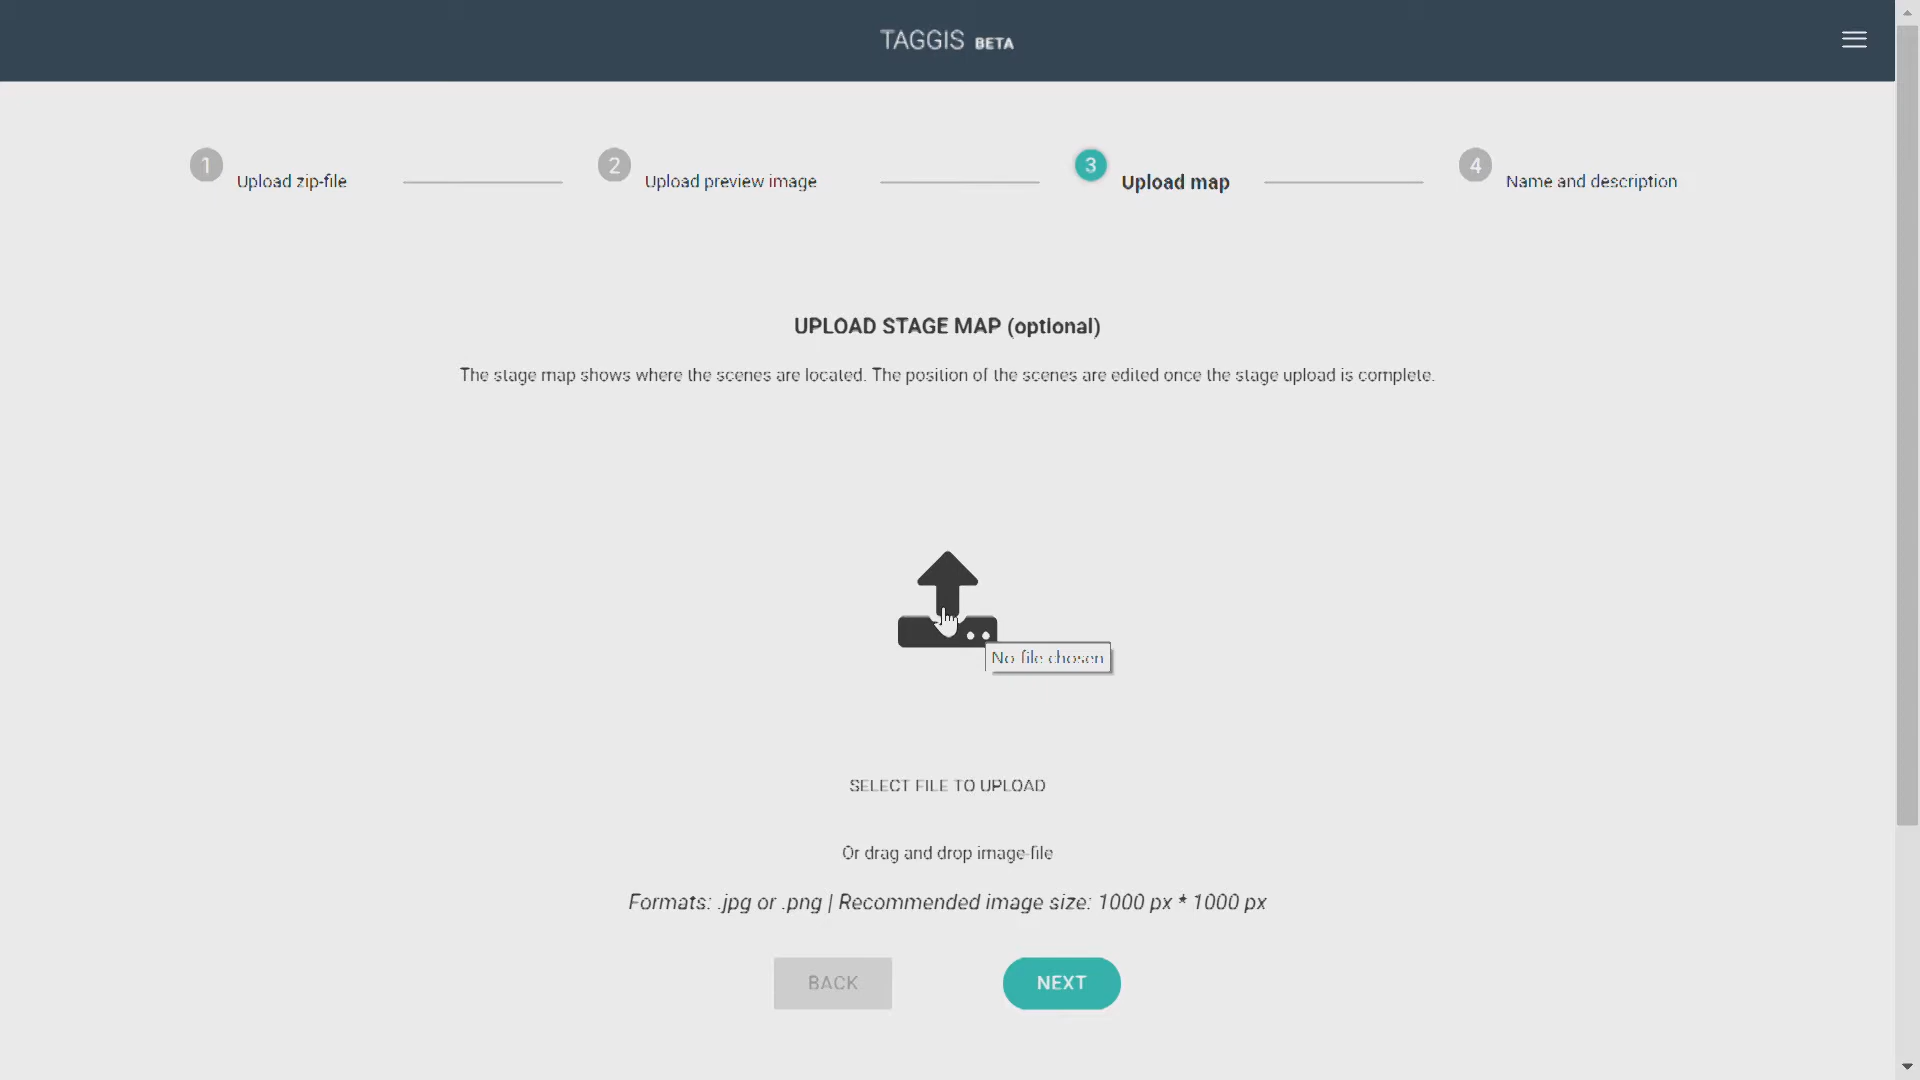 TAGGIS BETA
1 Upload zip-file
2 Upload preview image
3 Upload map
4 Name and description
UPLOAD STAGE MAP (optional)
The stage map shows where the scenes are located. The position of the scenes are edited once the stage upload is complete.
No file chosen
SELECT FILE TO UPLOAD
Or drag and drop image-file
Formats: .jpg or .png | Recommended image size: 1000 px * 1000 px
BACK
NEXT